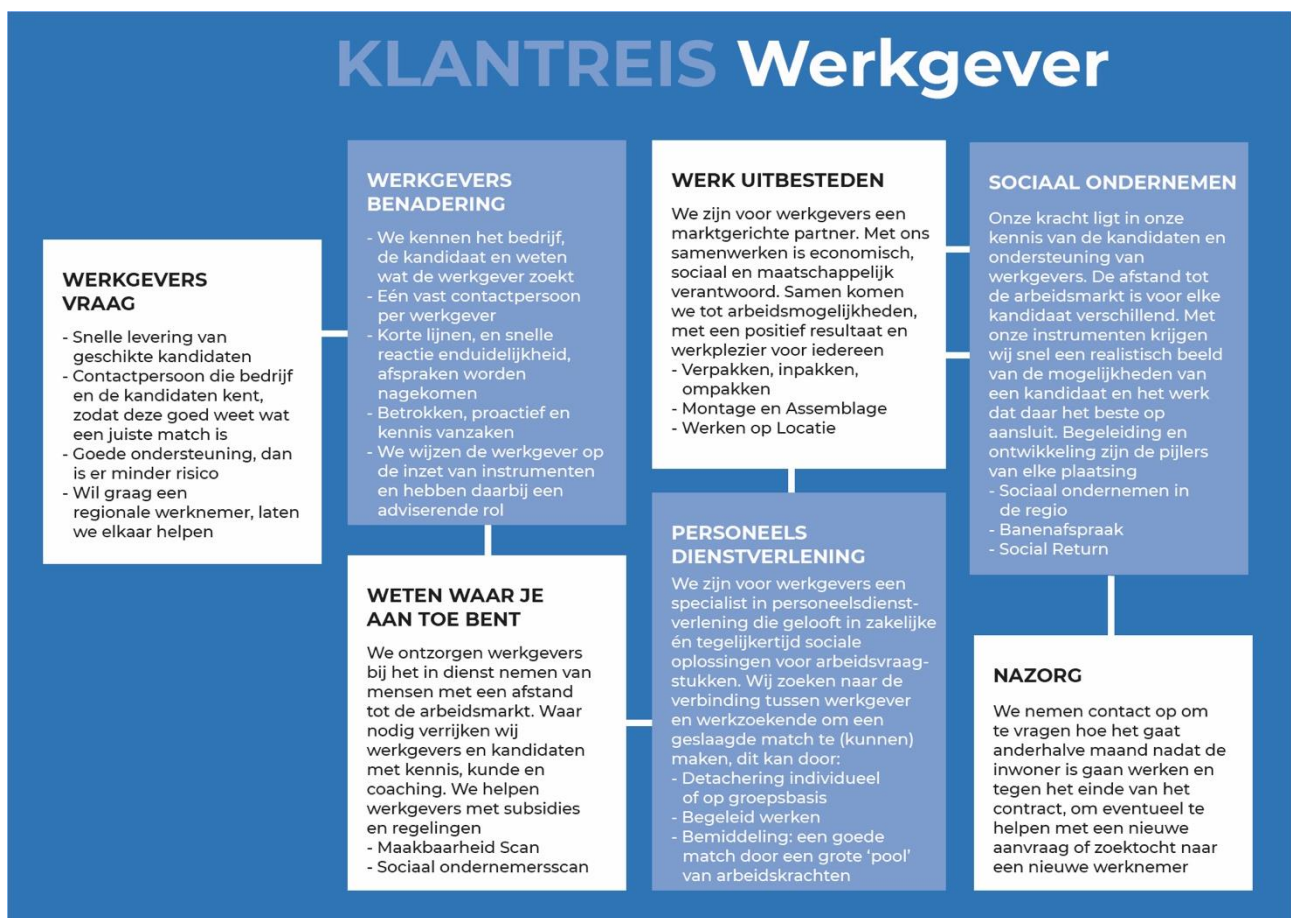 KLANTREIS Werkgever
WERKGEVERS
VRAAG
- Snelle levering van
geschikte kandidaten
- Contactpersoon die bedrijf
en de kandidaten kent,
zodat deze goed weet wat
een juiste match is
- Goede ondersteuning, dan
is er minder risico
- Wil graag een
regionale werknemer, laten
we elkaar helpen
WERKGEVERS
BENADERING
- We kennen het bedrijf,
de kandidaat en weten
wat de werkgever zoekt
- Eén vast contactpersoon
per werkgever
- Korte lijnen, en snelle
reactie enduidelijkheid,
afspraken worden
nagekomen
- Betrokken, proactief en
kennis vanzaken
- We wijzen de werkgever op
de inzet van instrumenten
en hebben daarbij een
adviserende rol
WETEN WAAR JE
AAN TOE BENT
We ontzorgen werkgevers
bij het in dienst nemen van
mensen met een afstand
tot de arbeidsmarkt. Waar
nodig verrijken wij
werkgevers en kandidaten
met kennis, kunde en
coaching. We helpen
werkgevers met subsidies
en regelingen
- Maakbaarheid Scan
- Sociaal ondernemersscan
WERK UITBESTEDEN
We zijn voor werkgevers een
marktgerichte partner. Met ons
samenwerken is economisch,
sociaal en maatschappelijk
verantwoord. Samen komen
we tot arbeidsmogelijkheden,
met een positief resultaat en
werkplezier voor iedereen
- Verpakken, inpakken,
ompakken
- Montage en Assemblage
- Werken op Locatie
PERSONEELS
DIENSTVERLENING
We zijn voor werkgevers een
specialist in personeelsdienst-
verlening die gelooft in zakelijke
én tegelijkertijd sociale
oplossingen voor arbeidsvraag-
stukken. Wij zoeken naar de
verbinding tussen werkgever
en werkzoekende om een
geslaagde match te (kunnen)
maken, dit kan door:
- Detachering individueel
of op groepsbasis
- Begeleid werken
- Bemiddeling: een goede
match door een grote ‘pool’
van arbeidskrachten
SOCIAAL ONDERNEMEN
Onze kracht ligt in onze
kennis van de kandidaten en
ondersteuning van
werkgevers. De afstand tot
de arbeidsmarkt is voor elke
kandidaat verschillend. Met
onze instrumenten krijgen
wij snel een realistisch beeld
van de mogelijkheden van
een kandidaat en het werk
dat daar het beste op
aansluit. Begeleiding en
ontwikkeling zijn de pijlers
van elke plaatsing
- Sociaal ondernemen in
de regio
- Banenafspraak
- Social Return
NAZORG
We nemen contact op om
te vragen hoe het gaat
anderhalve maand nadat de
inwoner is gaan werken en
tegen het einde van het
contract, om eventueel te
helpen met een nieuwe
aanvraag of zoektocht naar
een nieuwe werknemer